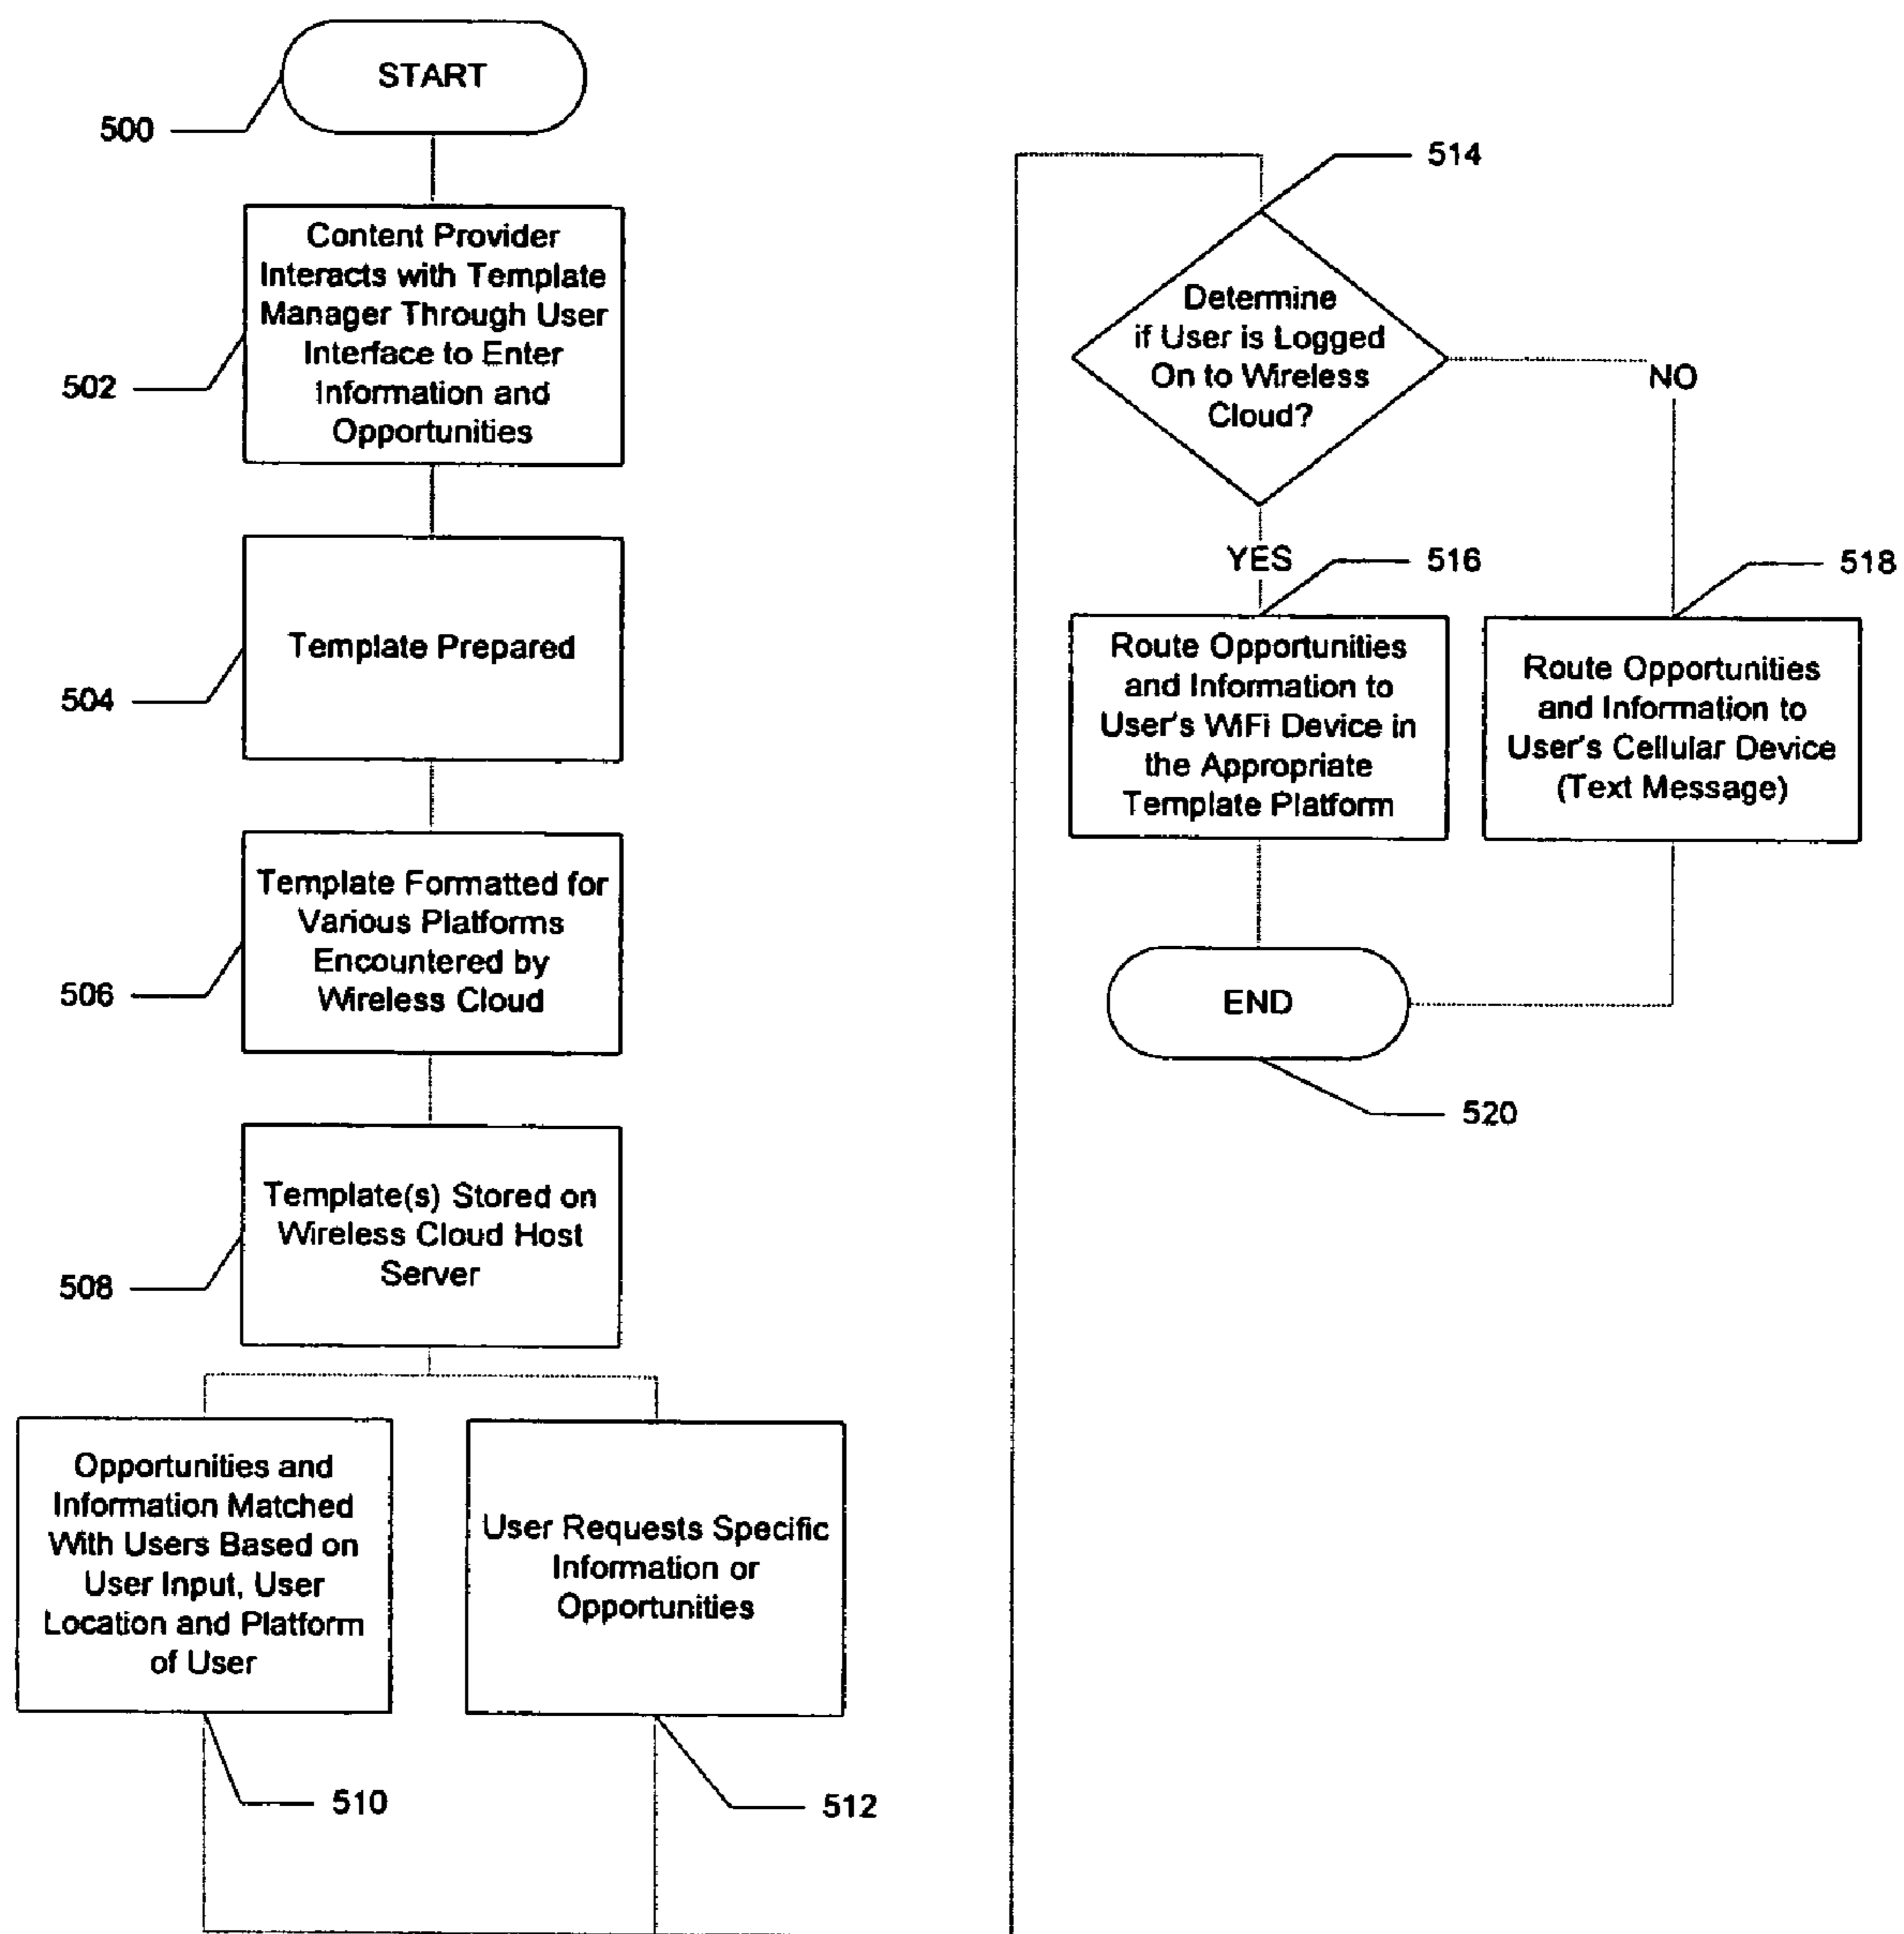 START
500
Content Provider
Interacts with Template
Manager Through User
Interface to Enter
Information and
Opportunities
502
Template Prepared
504
Template Formatted for
Various Platforms
Encountered by
Wireless Cloud
506
Template(s) Stored on
Wireless Cloud Host
Server
508
Opportunities and
Information Matched
With Users Based on
User Input, User
Location and Platform
of User
510
User Requests Specific
Information or
Opportunities
512
514
Determine
if User is Logged
On to Wireless
Cloud?
NO
YES
516
518
Route Opportunities
and Information to
User's WiFi Device in
the Appropriate
Template Platform
Route Opportunities
and Information to
User's Cellular Device
(Text Message)
END
520